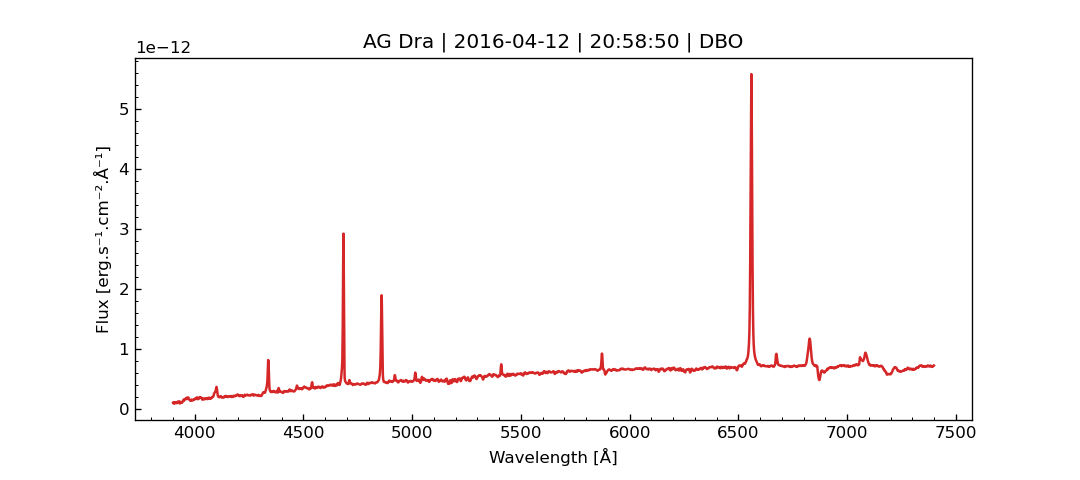 AG Dra | 2016-04-12 | 20:58:50 | DBO
1e−12
5
4
3
2
1
0
Flux [erg.s⁻¹.cm⁻².Å⁻¹]
4000 4500 5000 5500 6000 6500 7000 7500
Wavelength [Å]